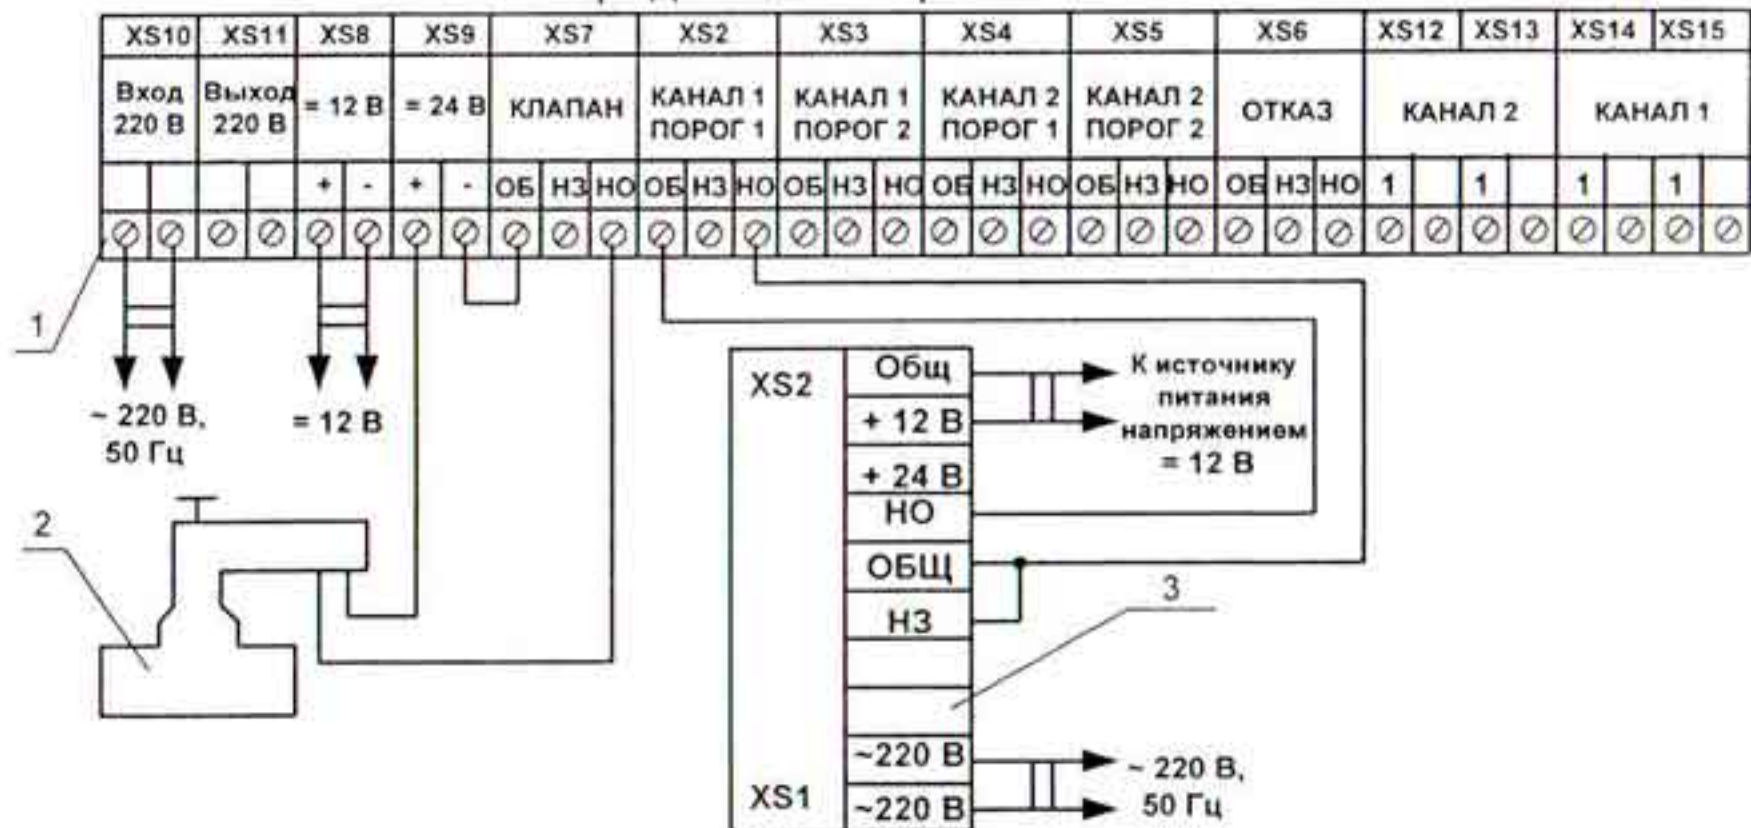 XS10 XS11 XS8 XS9 XS7 XS2 XS3 XS4 XS5 XS6 XS12 XS13 XS14 XS15
Вход 220 В Выход 220 В = 12 В = 24 В КЛАПАН КАНАЛ 1 ПОРОГ 1 КАНАЛ 1 ПОРОГ 2 КАНАЛ 2 ПОРОГ 1 КАНАЛ 2 ПОРОГ 2 ОТКАЗ КАНАЛ 2 КАНАЛ 1
+ - + - ОБ НЗ НО ОБ НЗ НО ОБ НЗ НО ОБ НЗ НО ОБ НЗ НО ОБ НЗ НО 1 1 1 1
1
~ 220 В,
50 Гц
= 12 В
2
XS2
Общ
+ 12 В
+ 24 В
НО
ОБЩ
НЗ
К источнику
питания
напряжением
= 12 В
3
XS1
~220 В
~220 В
~ 220 В,
50 Гц